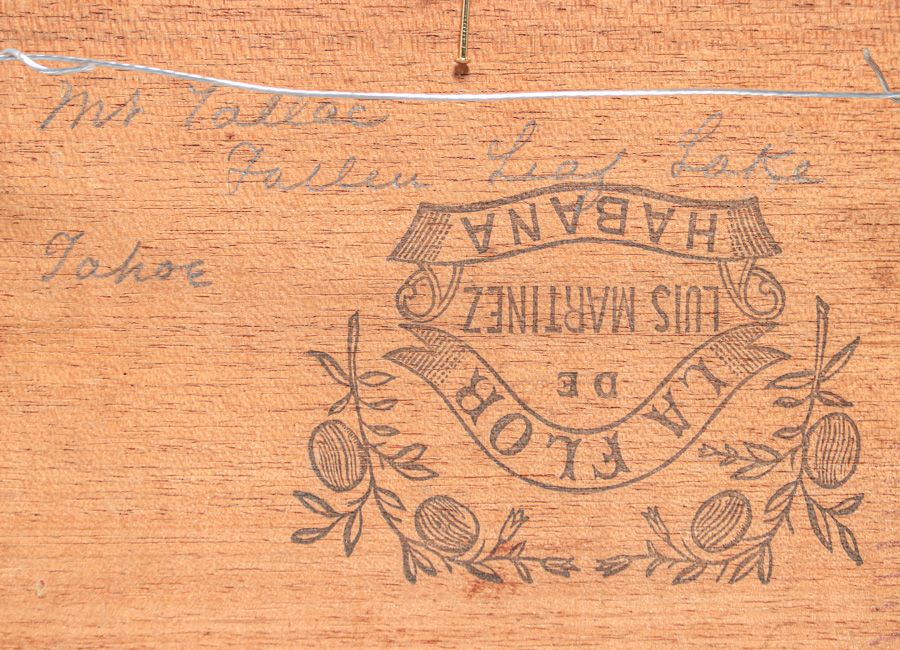 Mt Tallac
Fallen Leaf Lake
Tahoe
LA FLOR
DE
LUIS MARTINEZ
HABANA